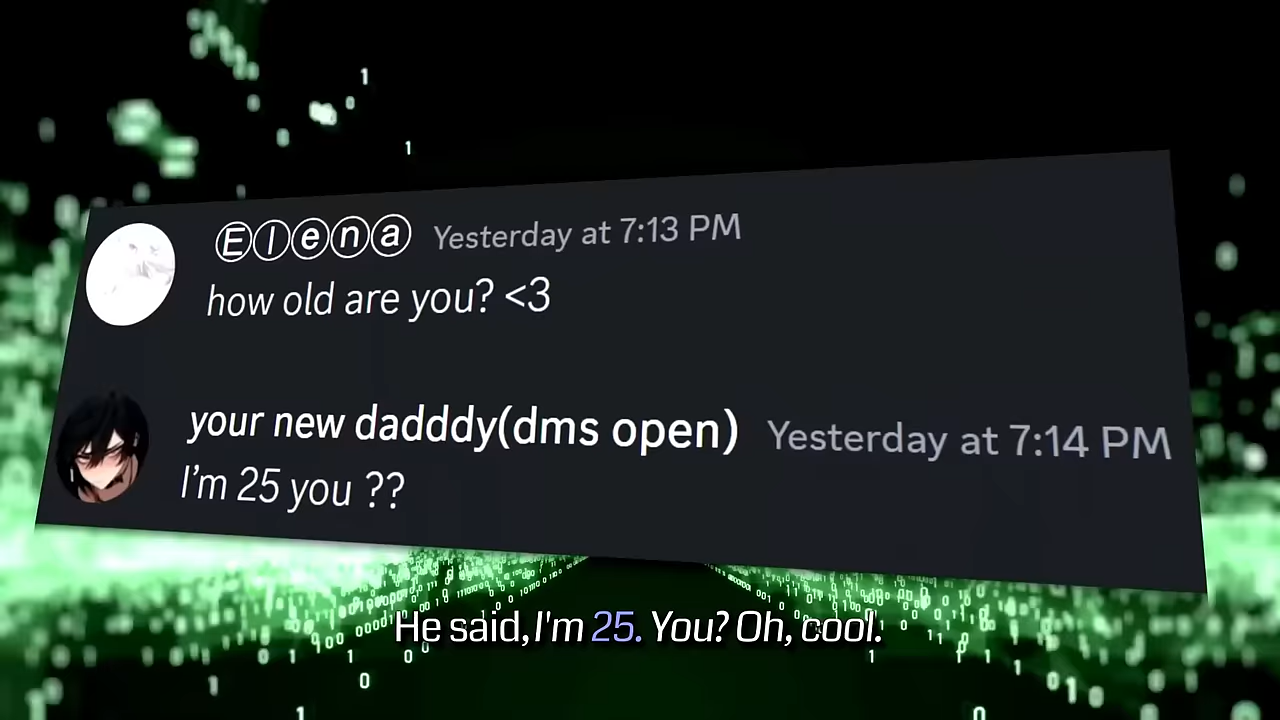 Ⓔⓛⓔⓝⓐ Yesterday at 7:13 PM
how old are you? <3
your new dadddy(dms open) Yesterday at 7:14 PM
I'm 25 you ??
He said, I'm 25. You? Oh, cool.